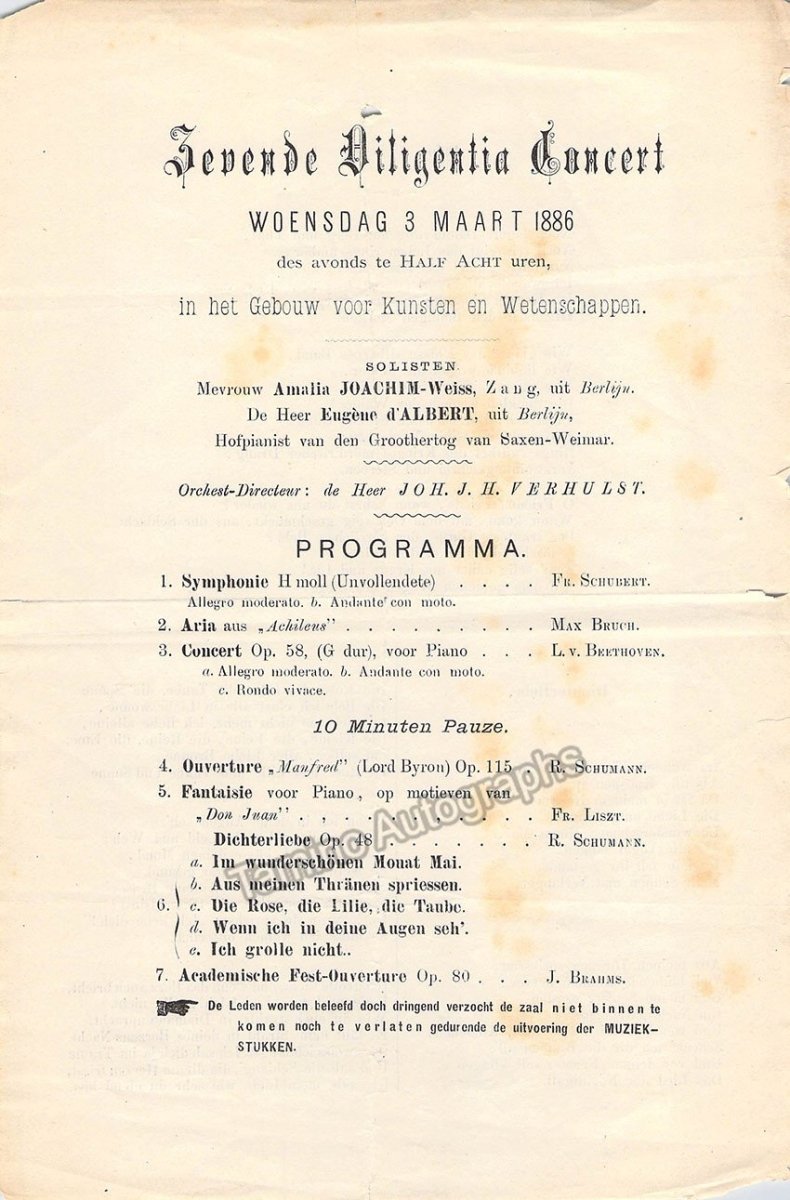 Zevende Diligentia Concert
WOENSDAG 3 MAART 1886
des avonds te HALF ACHT uren,
in het Gebouw voor Kunsten en Wetenschappen.
SOLISTEN.
Mevrouw Amalia JOACHIM-Weiss, Zang, uit Berlijn.
De Heer Eugène d'ALBERT, uit Berlijn,
Hofpianist van den Groothertog van Saxen-Weimar.
Orchest-Directeur: de Heer JOH. J. H. VERHULST.
PROGRAMMA.
1. Symphonie H moll (Unvollendete) . . . . FR. SCHUBERT.
Allegro moderato. b. Andante con moto.
2. Aria aus „Achileus" . . . . . . . . . MAX BRUCH.
3. Concert Op. 58, (G dur), voor Piano . . . L. v. BEETHOVEN.
a. Allegro moderato. b. Andante con moto.
c. Rondo vivace.
10 Minuten Pauze.
4. Ouverture „Manfred" (Lord Byron) Op. 115 . R. SCHUMANN.
5. Fantaisie voor Piano, op motieven van
„Don Juan" . . . . . . . . . . FR. LISZT.
Dichterliebe Op. 48 . . . . . . . R. SCHUMANN.
a. Im wunderschönen Monat Mai.
b. Aus meinen Thränen spriessen.
6. c. Die Rose, die Lilie, die Taube.
d. Wenn ich in deine Augen seh'.
e. Ich grolle nicht..
7. Academische Fest-Ouverture Op. 80 . . . J. BRAHMS.
De Leden worden beleefd doch dringend verzocht de zaal niet binnen te
komen noch te verlaten gedurende de uitvoering der MUZIEK-
STUKKEN.
Tamino Autographs